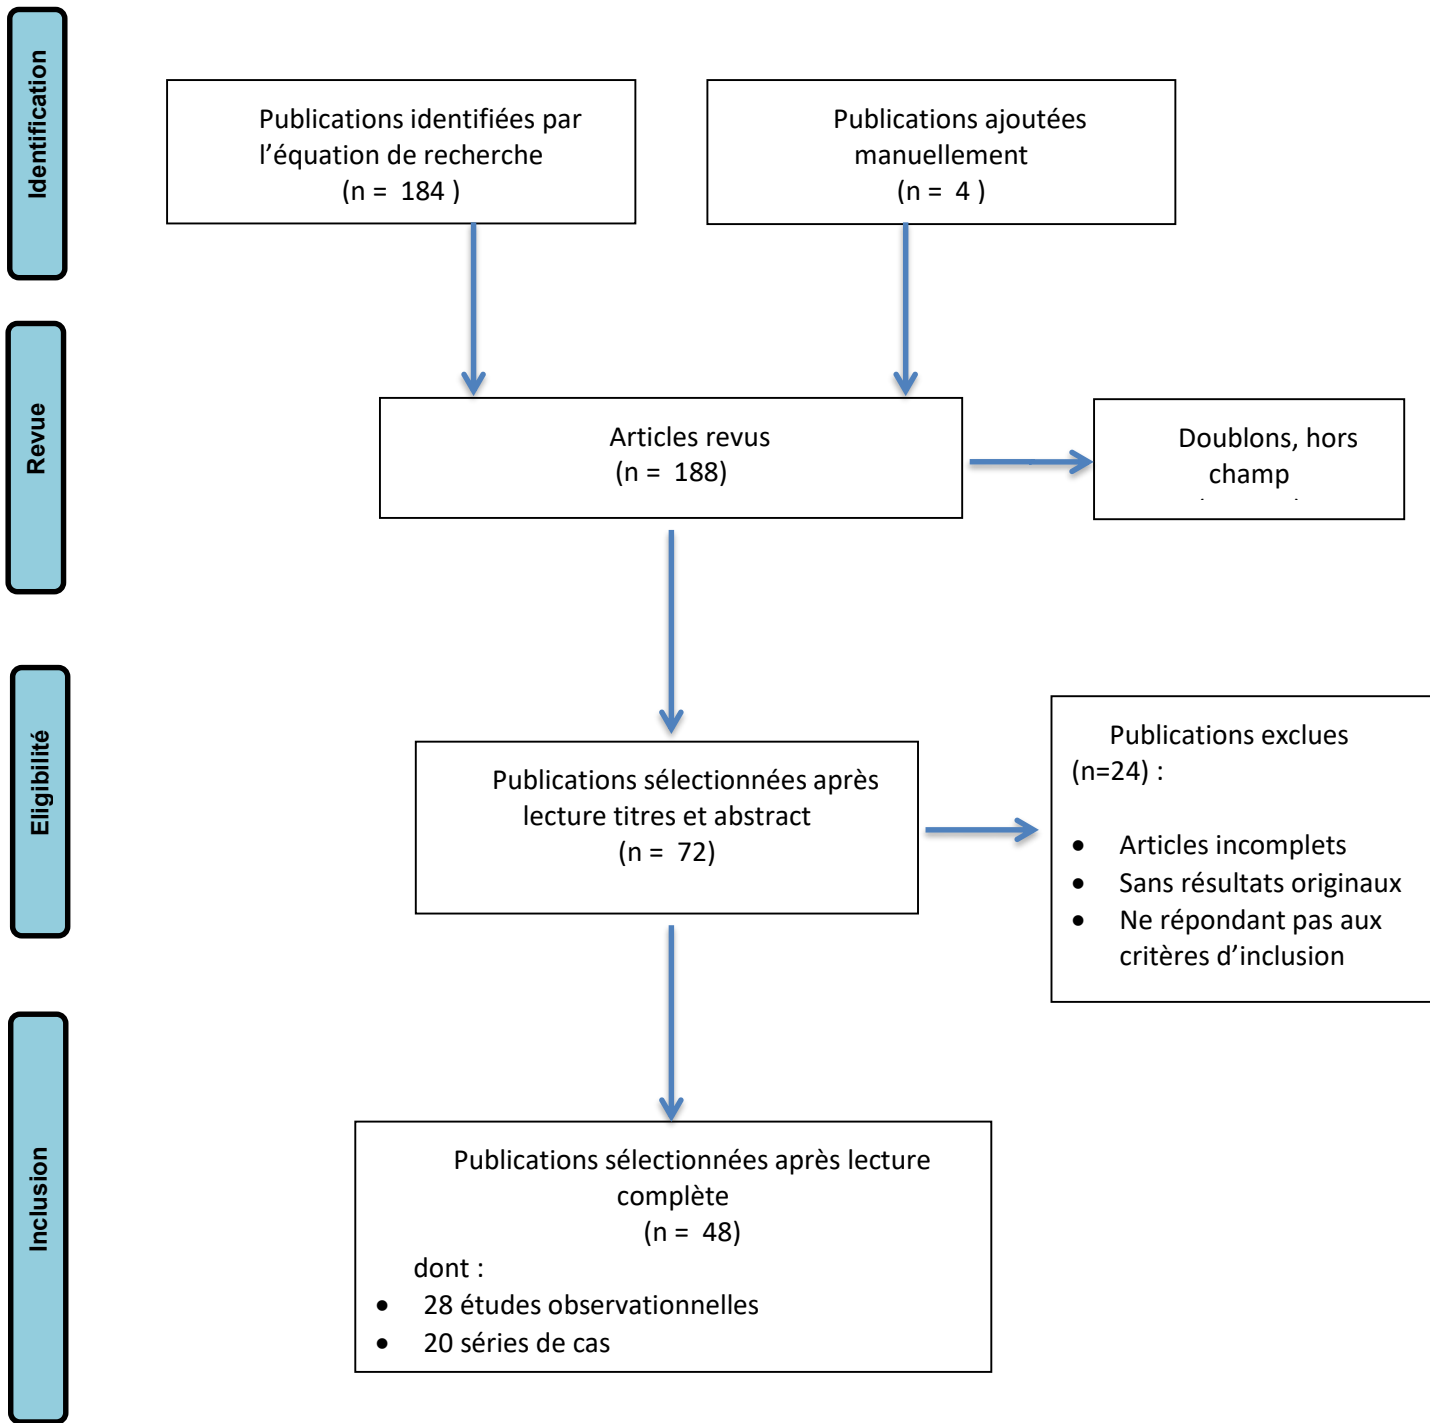 Identification
Publications identifiées par
l’équation de recherche
(n = 184 )
Publications ajoutées
manuellement
(n = 4 )
Revue
Articles revus
(n = 188)
Doublons, hors
champ
Eligibilité
Publications sélectionnées après
lecture titres et abstract
(n = 72)
Publications exclues
(n=24) :
• Articles incomplets
• Sans résultats originaux
• Ne répondant pas aux
critères d’inclusion
Inclusion
Publications sélectionnées après lecture
complète
(n = 48)
dont :
• 28 études observationnelles
• 20 séries de cas